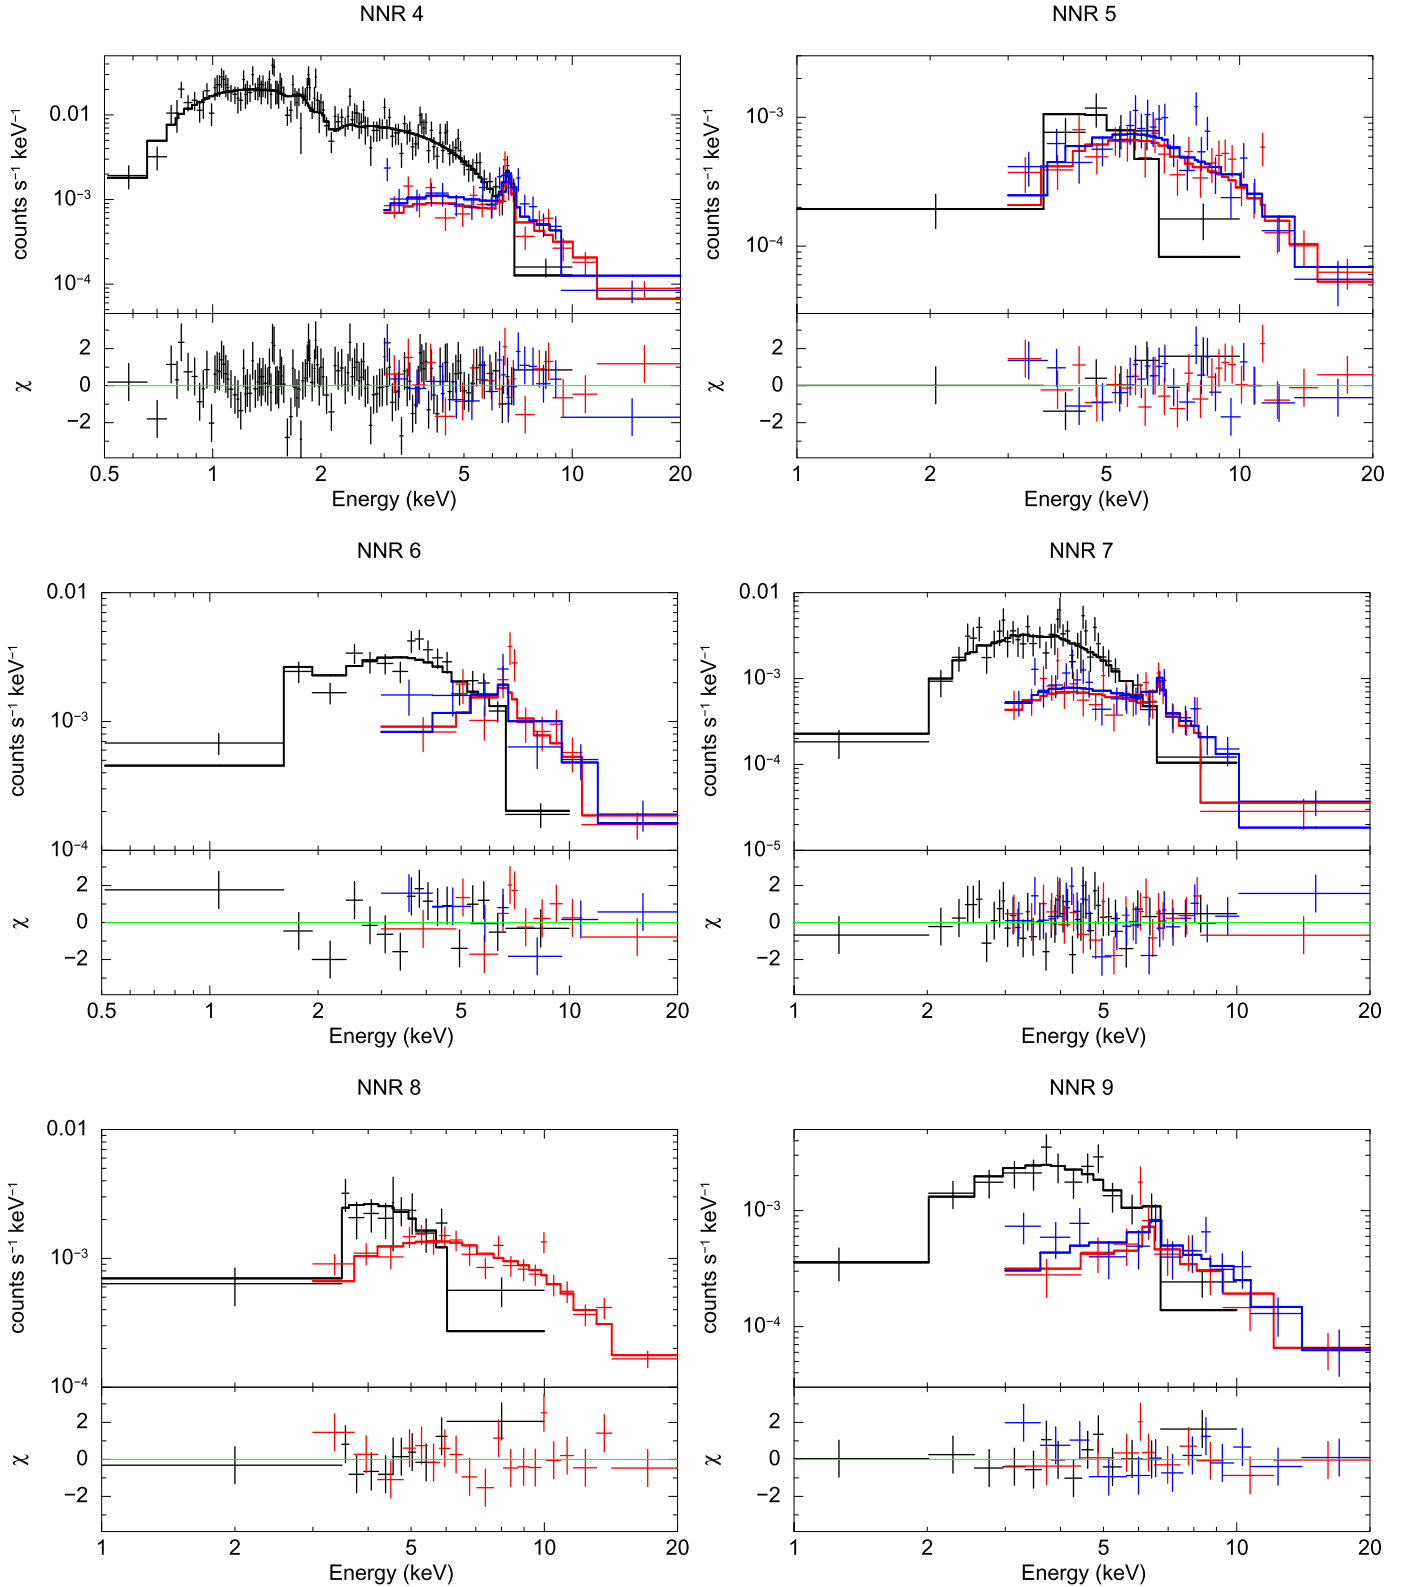 NNR 4
0.01
10⁻³
10⁻⁴
counts s⁻¹ keV⁻¹
2
0
−2
χ
0.5 1 2 5 10 20
Energy (keV)
NNR 5
10⁻³
10⁻⁴
counts s⁻¹ keV⁻¹
2
0
−2
χ
1 2 5 10 20
Energy (keV)
NNR 6
0.01
10⁻³
10⁻⁴
counts s⁻¹ keV⁻¹
2
0
−2
χ
0.5 1 2 5 10 20
Energy (keV)
NNR 7
0.01
10⁻³
10⁻⁴
10⁻⁵
counts s⁻¹ keV⁻¹
2
0
−2
χ
1 2 5 10 20
Energy (keV)
NNR 8
0.01
10⁻³
10⁻⁴
counts s⁻¹ keV⁻¹
2
0
−2
χ
1 2 5 10 20
Energy (keV)
NNR 9
10⁻³
10⁻⁴
counts s⁻¹ keV⁻¹
2
0
−2
χ
1 2 5 10 20
Energy (keV)